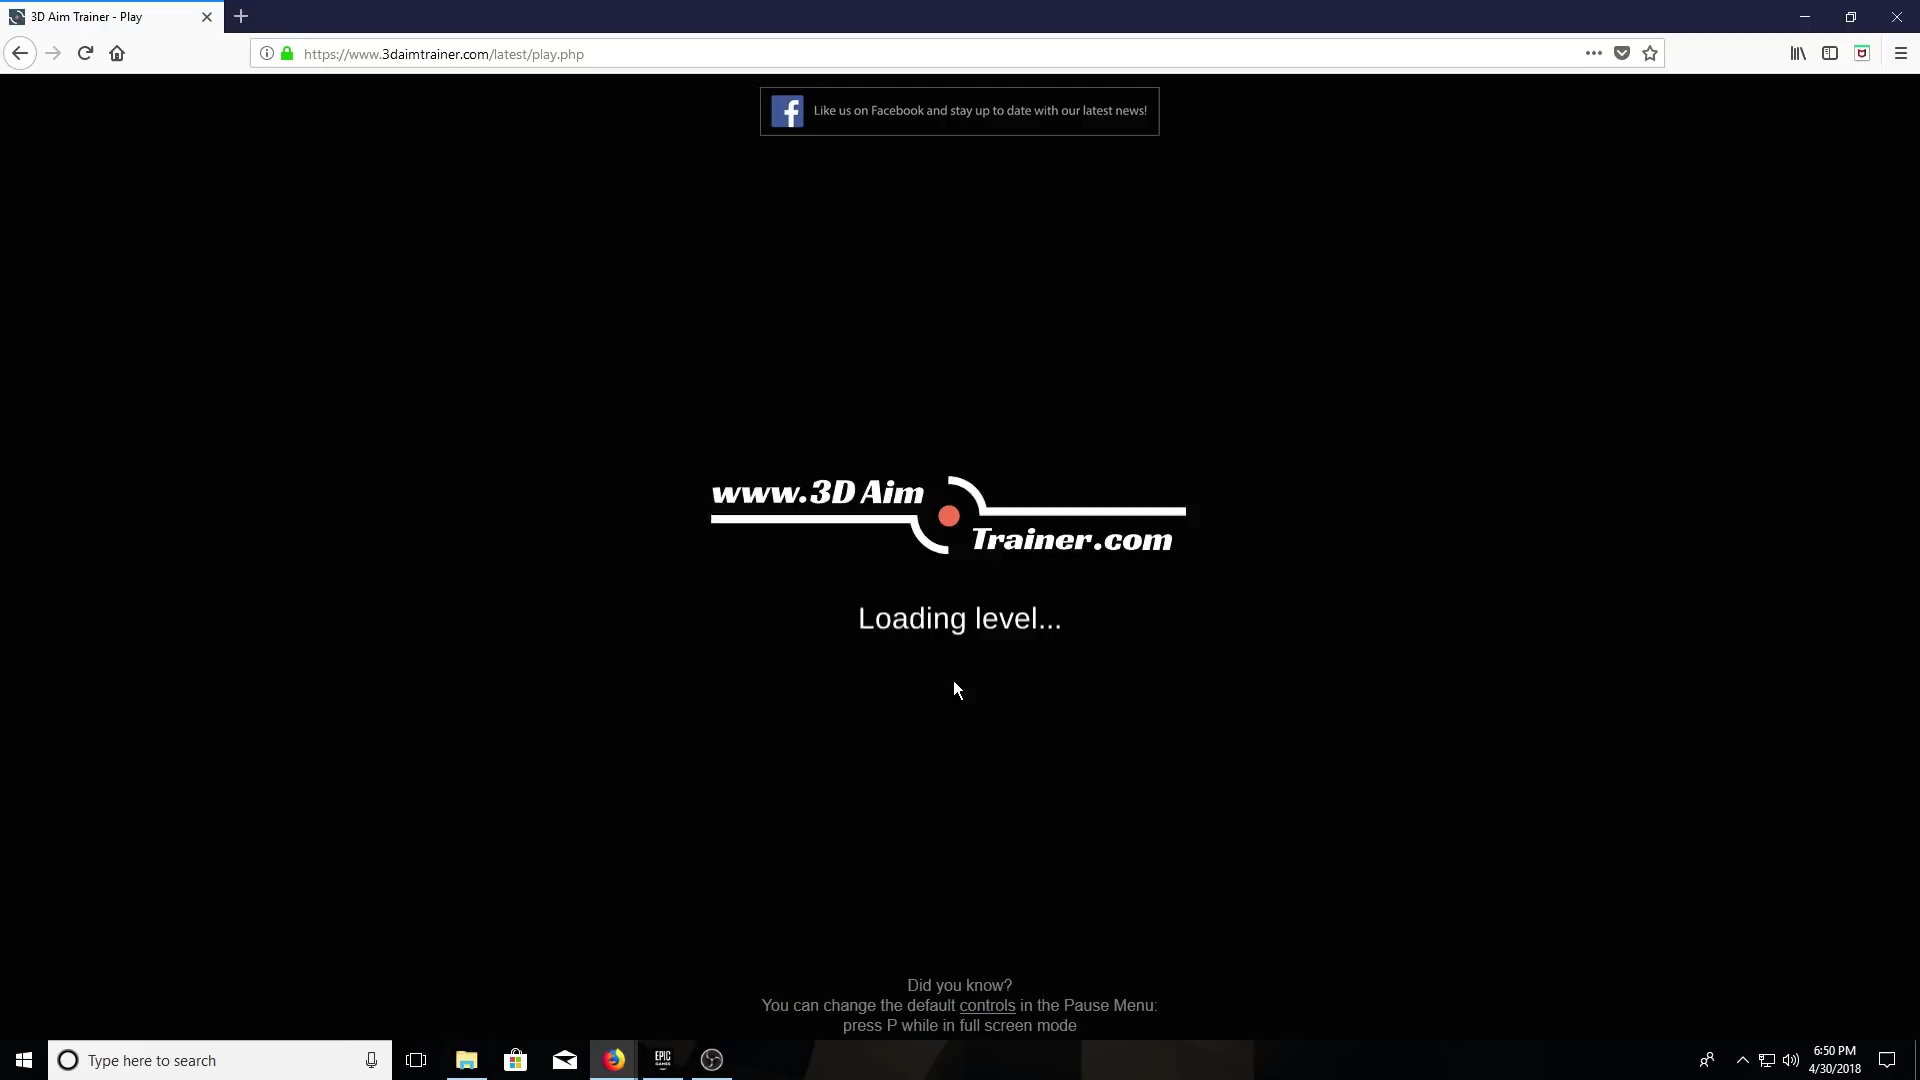 3D Aim Trainer - Play
https://www.3daimtrainer.com/latest/play.php
Like us on Facebook and stay up to date with our latest news!
www.3D Aim
Trainer.com
Loading level...
Did you know?
You can change the default controls in the Pause Menu:
press P while in full screen mode
Type here to search
EPIC
GAMES
6:50 PM
4/30/2018